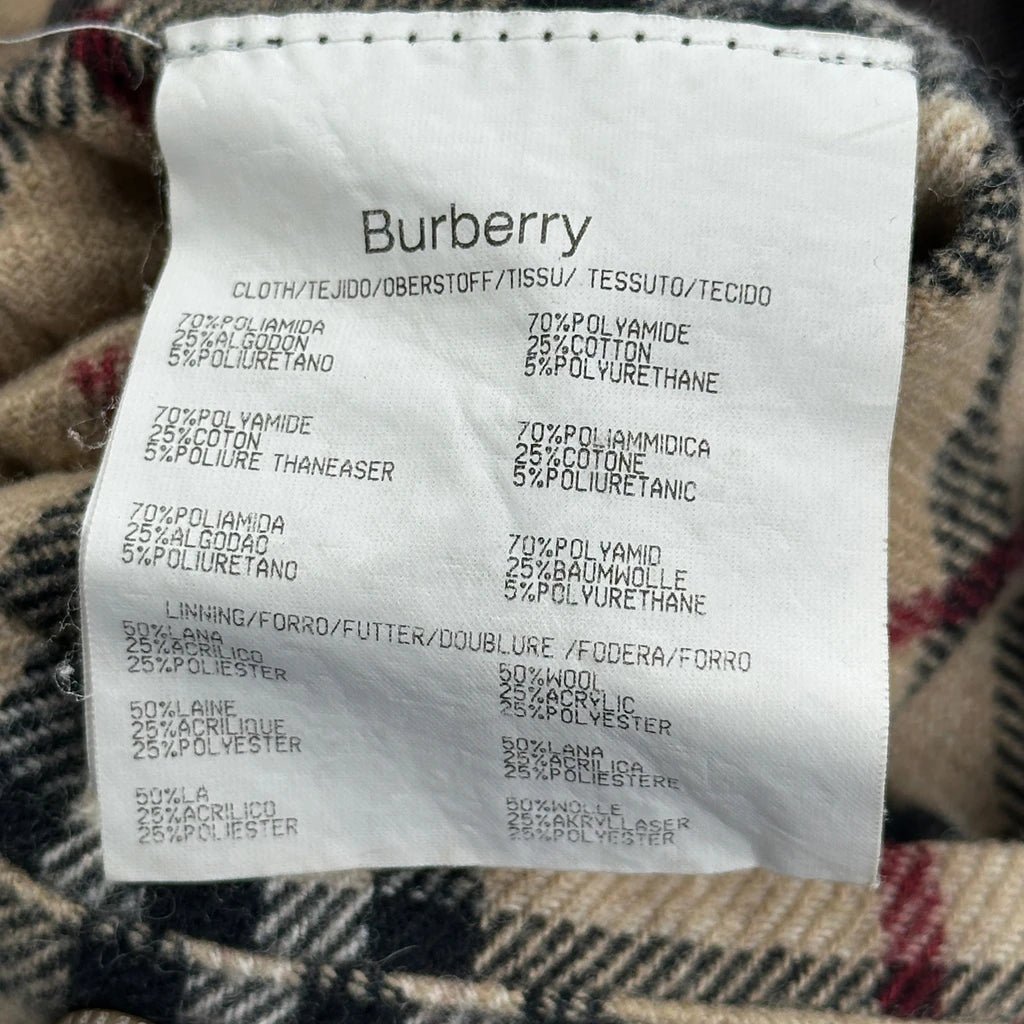 Burberry
CLOTH/TEJIDO/OBERSTOFF/TISSU/ TESSUTO/TECIDO
70%POLIAMIDA
25%ALGODON
5%POLIURETANO
70%POLYAMIDE
25%COTTON
5%POLYURETHANE
70%POLYAMIDE
25%COTON
5%POLIURE THANEASER
70%POLIAMMIDICA
25%COTONE
5%POLIURETANIC
70%POLIAMIDA
25%ALGODAO
5%POLIURETANO
70%POLYAMID
25%BAUMWOLLE
5%POLYURETHANE
LINNING/FORRO/FUTTER/DOUBLURE /FODERA/FORRO
50%LANA
25%ACRILICO
25%POLIESTER
50%WOOL
25%ACRYLIC
25%POLYESTER
50%LAINE
25%ACRILIQUE
25%POLYESTER
50%LANA
25%ACRILICA
25%POLIESTERE
50%LA
25%ACRILICO
25%POLIESTER
50%WOLLE
25%AKRYLLASER
25%POLYESTER